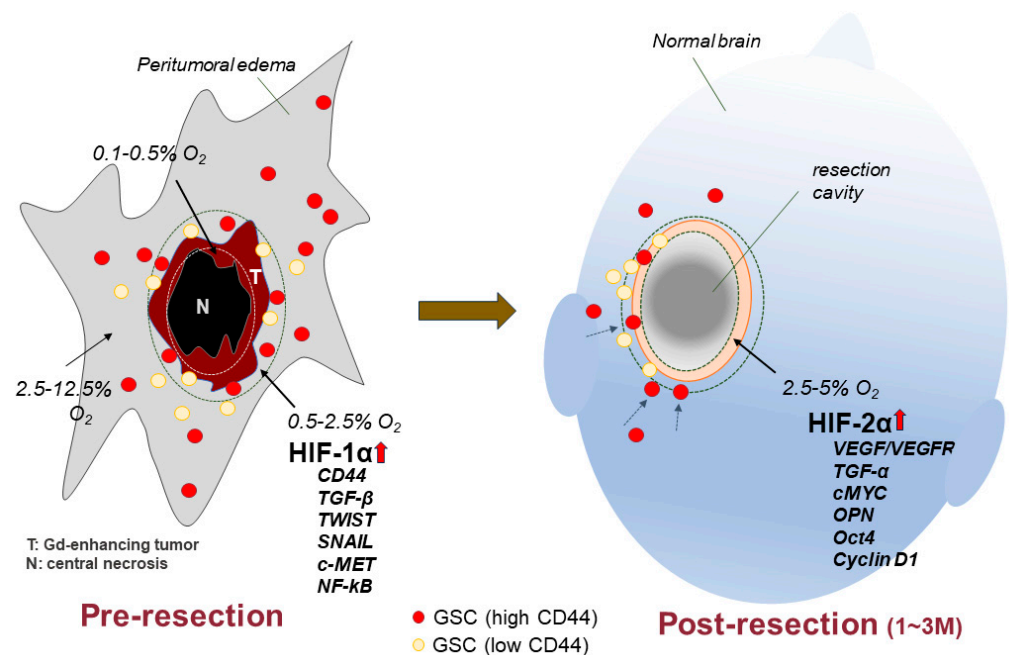 Peritumoral edema
0.1-0.5% O₂
T
N
2.5-12.5%
O₂
0.5-2.5% O₂
HIF-1α
CD44
TGF-β
TWIST
SNAIL
c-MET
NF-kB
T: Gd-enhancing tumor
N: central necrosis
Pre-resection
GSC (high CD44)
GSC (low CD44)
Normal brain
resection
cavity
2.5-5% O₂
HIF-2α
VEGF/VEGFR
TGF-α
cMYC
OPN
Oct4
Cyclin D1
Post-resection (1~3M)